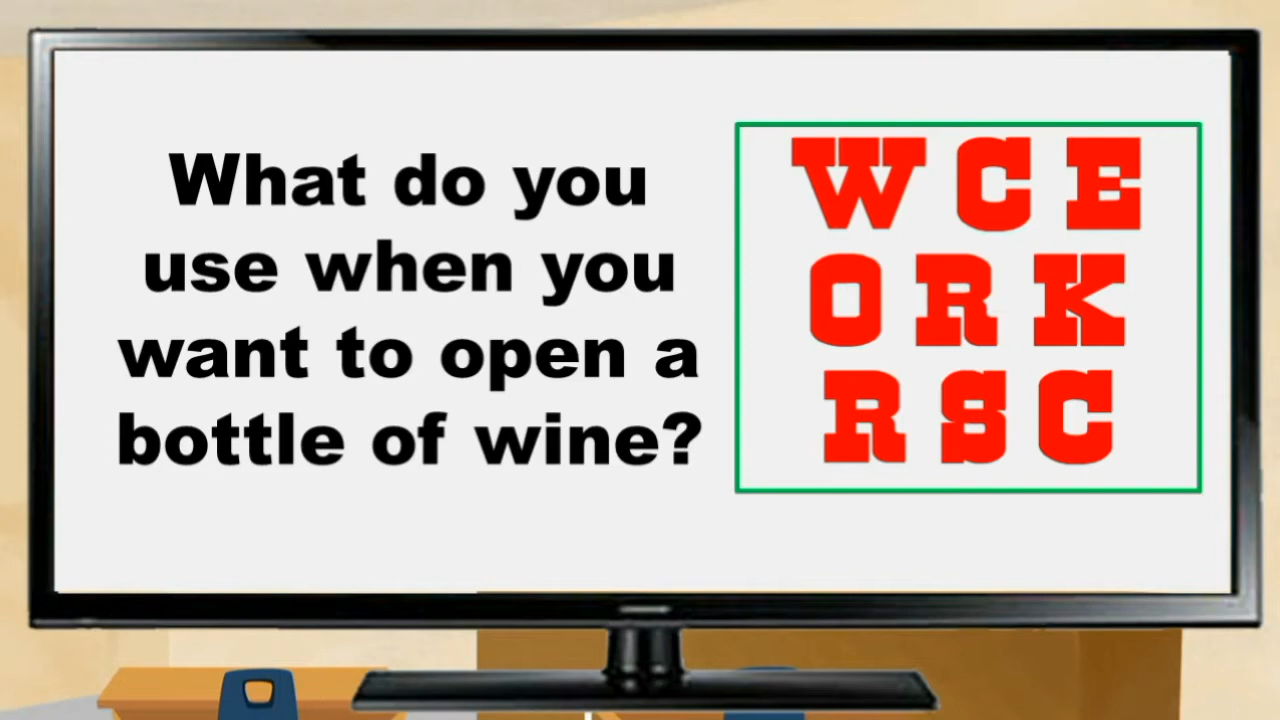 What do you
use when you
want to open a
bottle of wine?
W C E
O R K
R S C